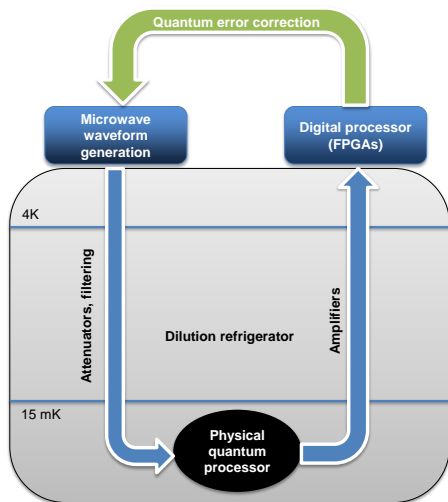 Quantum error correction
Microwave
waveform
generation
Digital processor
(FPGAs)
4K
Attenuators, filtering
Dilution refrigerator
Amplifiers
15 mK
Physical
quantum
processor